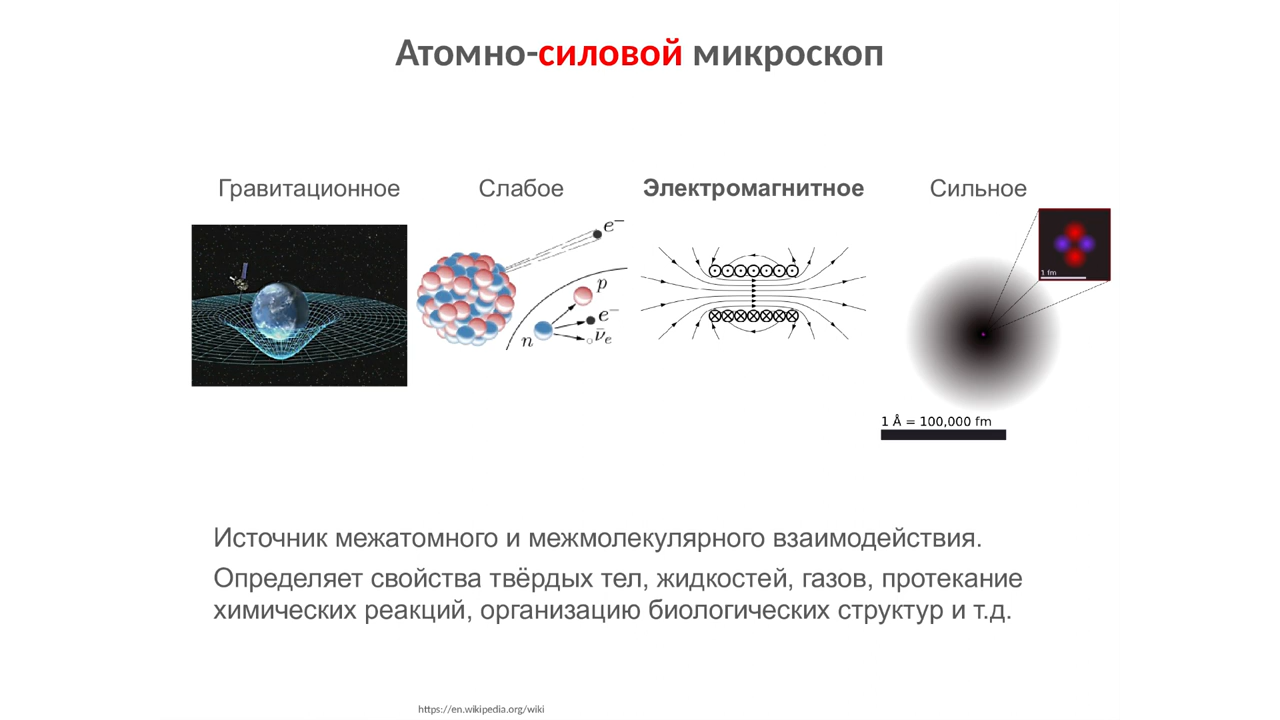 Атомно-силовой микроскоп
Гравитационное
Слабое
Электромагнитное
Сильное
e⁻
p
e⁻
n
ν̄ₑ
1 fm
1 Å = 100,000 fm
Источник межатомного и межмолекулярного взаимодействия.
Определяет свойства твёрдых тел, жидкостей, газов, протекание
химических реакций, организацию биологических структур и т.д.
https://en.wikipedia.org/wiki